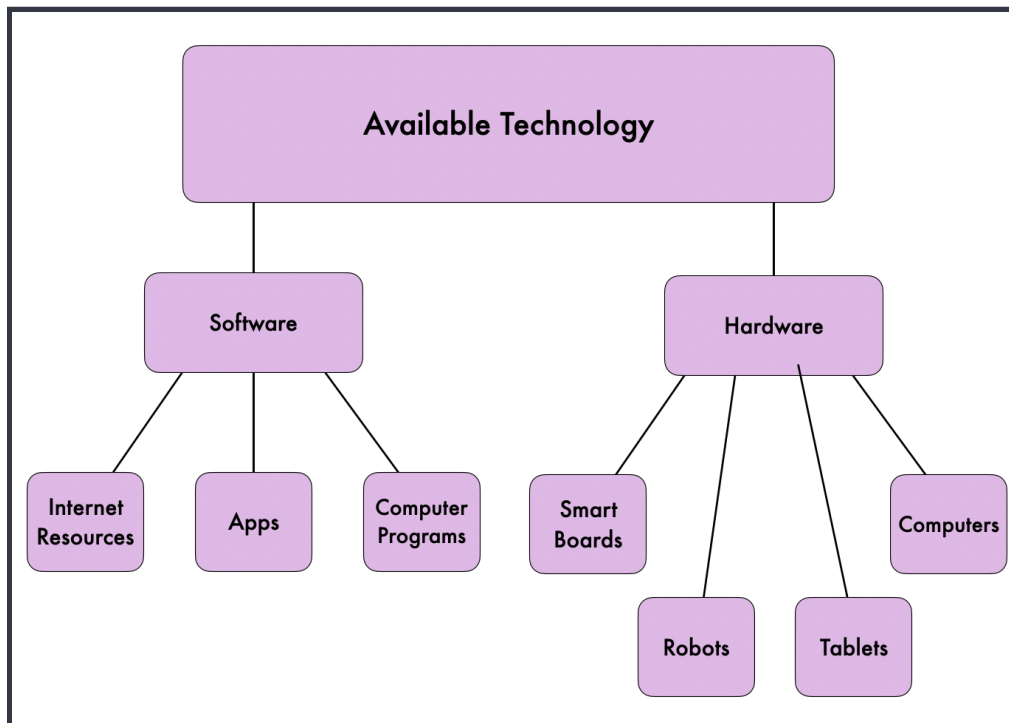 Available Technology
Software
Hardware
Internet
Resources
Apps
Computer
Programs
Smart
Boards
Computers
Robots
Tablets